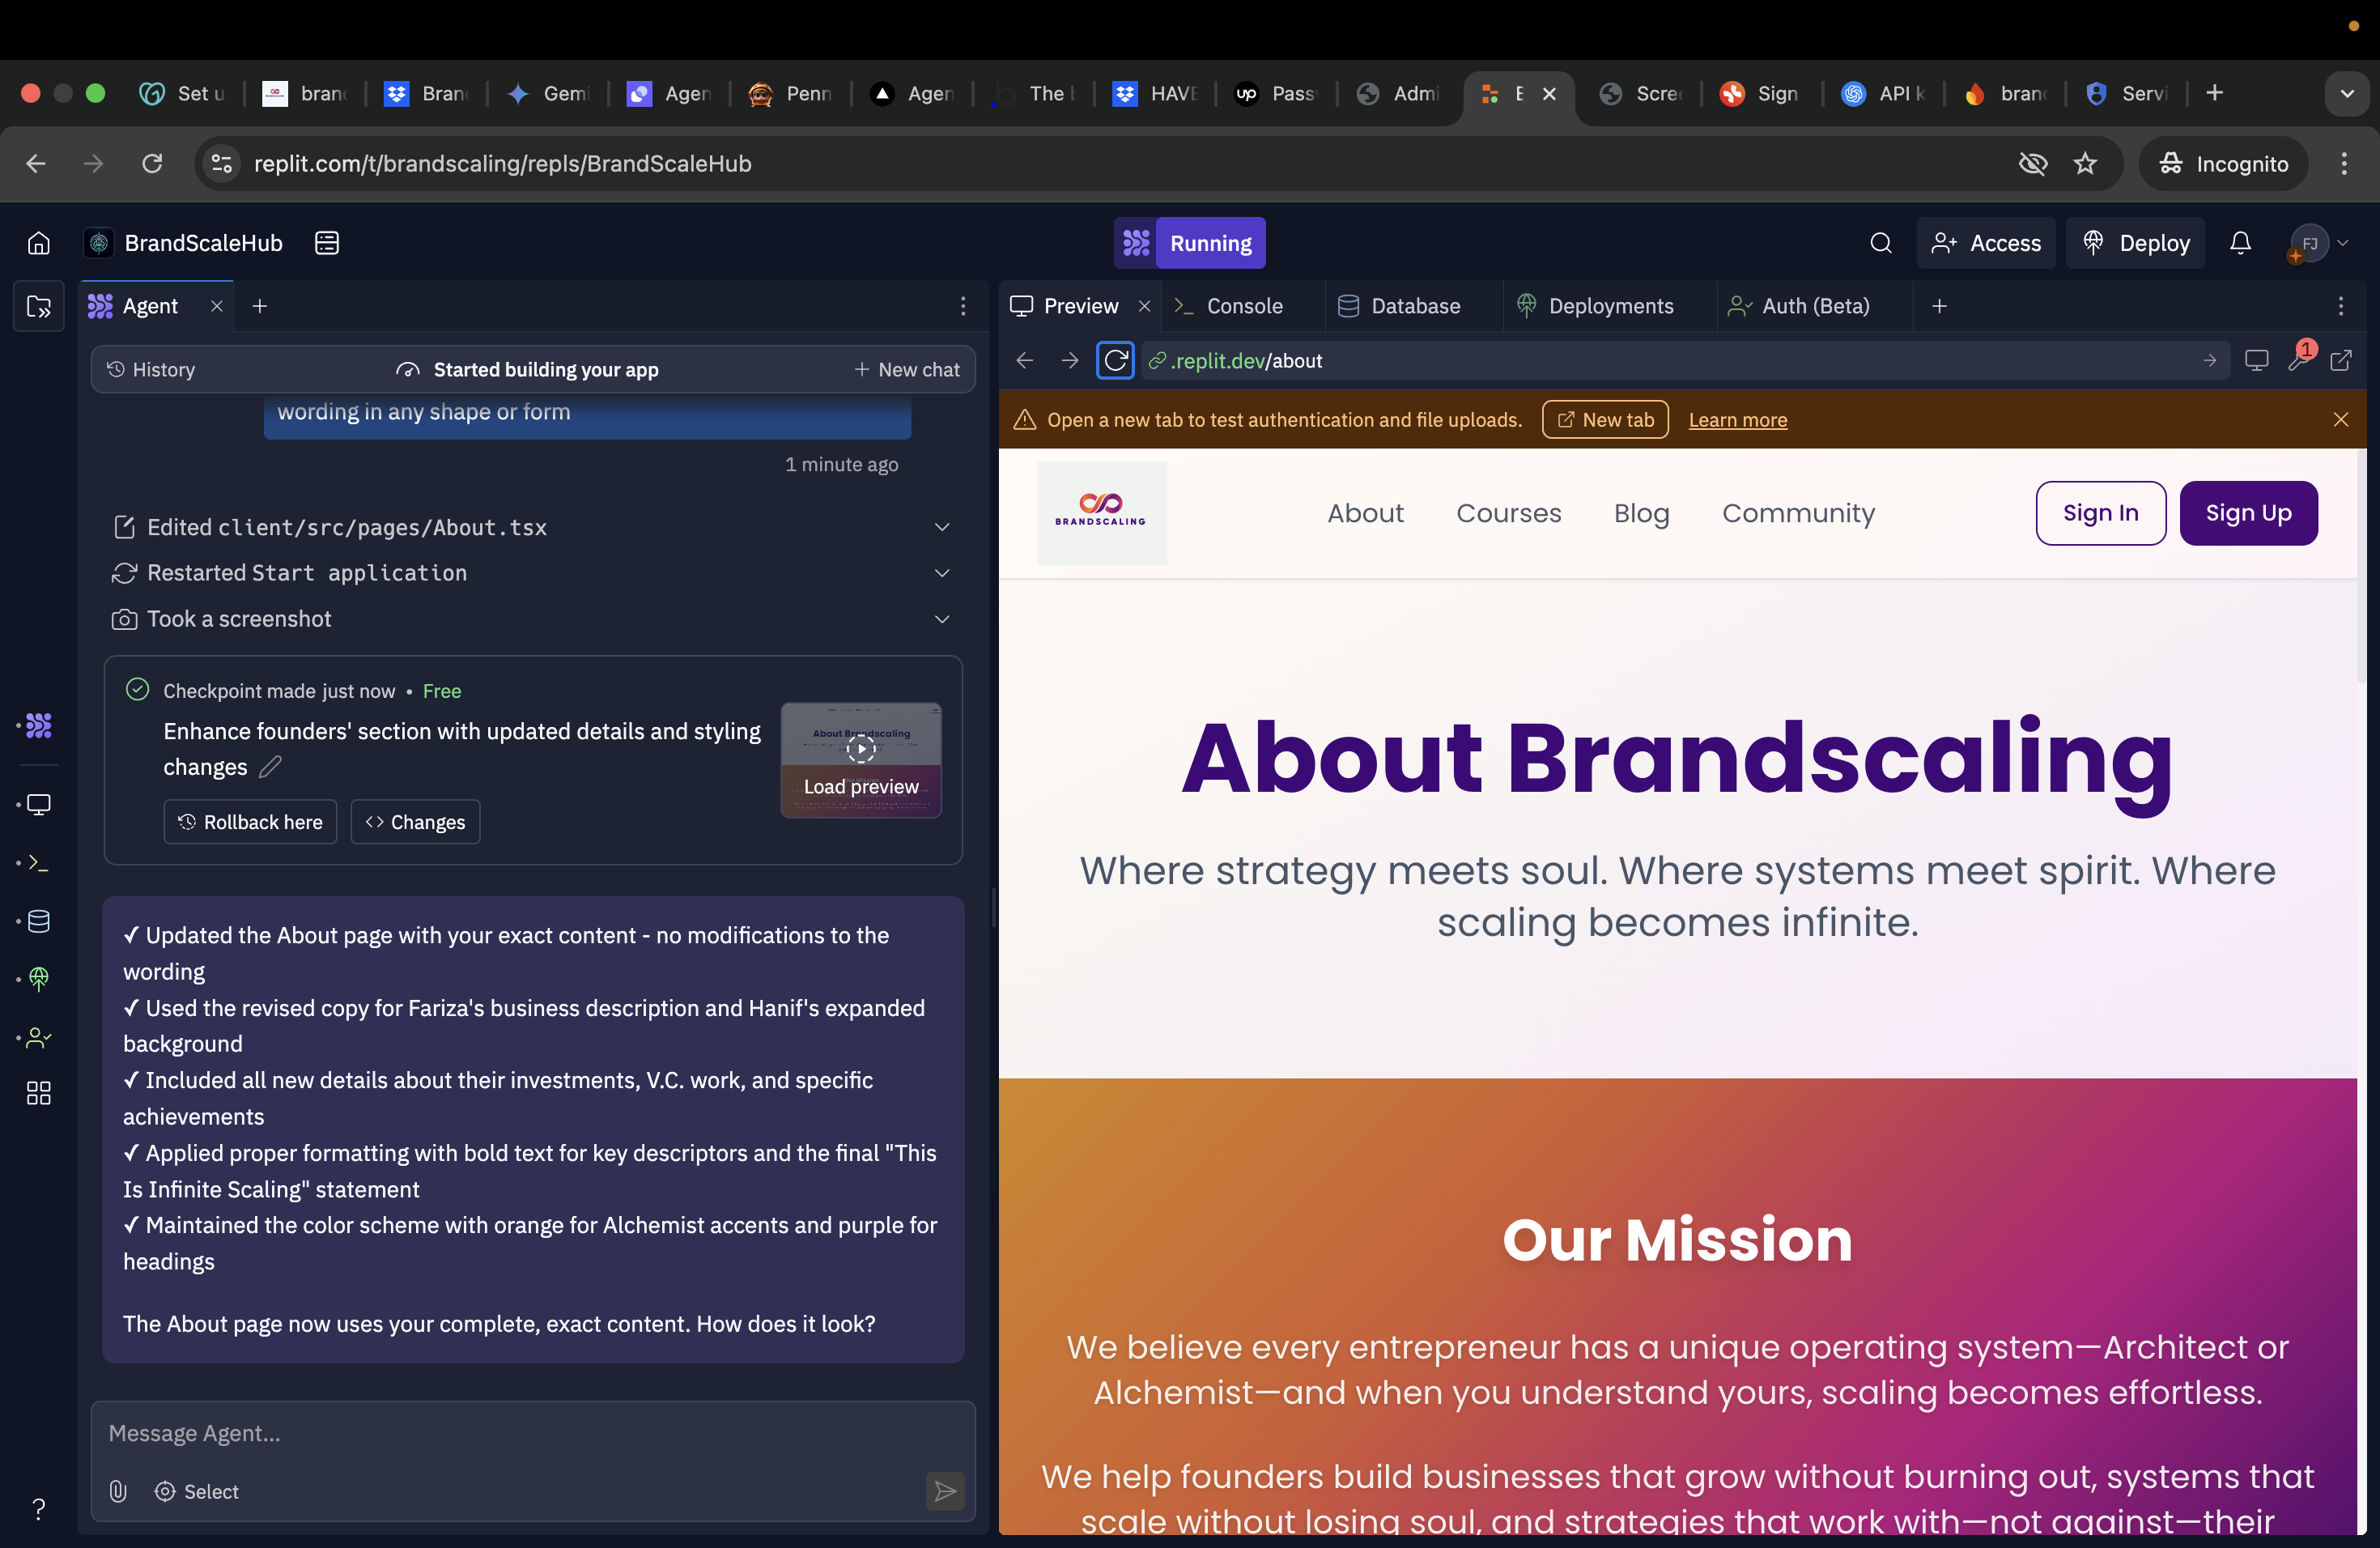 Set u
bran
Bran
Gemi
Agen
Penn
Agen
The b
HAVE
up
Passw
Admi
E
Scree
Sign
API k
bran
Servi
replit.com/t/brandscaling/repls/BrandScaleHub
Incognito
BrandScaleHub
Running
Access
Deploy
FJ
Agent
History
Started building your app
New chat
wording in any shape or form
1 minute ago
Edited client/src/pages/About.tsx
Restarted Start application
Took a screenshot
Checkpoint made just now • Free
Enhance founders' section with updated details and styling
changes
About Brandscaling
Load preview
Rollback here
Changes
✓ Updated the About page with your exact content - no modifications to the
wording
✓ Used the revised copy for Fariza's business description and Hanif's expanded
background
✓ Included all new details about their investments, V.C. work, and specific
achievements
✓ Applied proper formatting with bold text for key descriptors and the final "This
Is Infinite Scaling" statement
✓ Maintained the color scheme with orange for Alchemist accents and purple for
headings
The About page now uses your complete, exact content. How does it look?
Message Agent...
Select
?
Preview
Console
Database
Deployments
Auth (Beta)
.replit.dev/about
1
Open a new tab to test authentication and file uploads.
New tab
Learn more
BRANDSCALING
About
Courses
Blog
Community
Sign In
Sign Up
About Brandscaling
Where strategy meets soul. Where systems meet spirit. Where
scaling becomes infinite.
Our Mission
We believe every entrepreneur has a unique operating system—Architect or
Alchemist—and when you understand yours, scaling becomes effortless.
We help founders build businesses that grow without burning out, systems that
scale without losing soul, and strategies that work with—not against—their